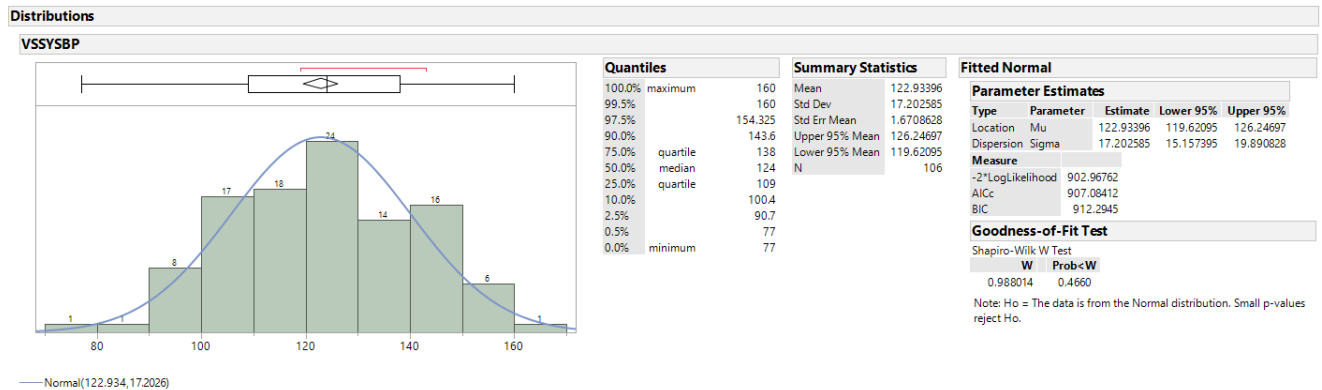 Distributions
VSSYSBP
1 1 8 17 18 24 14 16 6 1
80 100 120 140 160
Normal(122.934,17.2026)
Quantiles
100.0% maximum 160
99.5% 160
97.5% 154.325
90.0% 143.6
75.0% quartile 138
50.0% median 124
25.0% quartile 109
10.0% 100.4
2.5% 90.7
0.5% 77
0.0% minimum 77
Summary Statistics
Mean 122.93396
Std Dev 17.202585
Std Err Mean 1.6708628
Upper 95% Mean 126.24697
Lower 95% Mean 119.62095
N 106
Fitted Normal
Parameter Estimates
Type Parameter Estimate Lower 95% Upper 95%
Location Mu 122.93396 119.62095 126.24697
Dispersion Sigma 17.202585 15.157395 19.890828
Measure
-2*LogLikelihood 902.96762
AICc 907.08412
BIC 912.2945
Goodness-of-Fit Test
Shapiro-Wilk W Test
W Prob<W
0.988014 0.4660
Note: Ho = The data is from the Normal distribution. Small p-values
reject Ho.